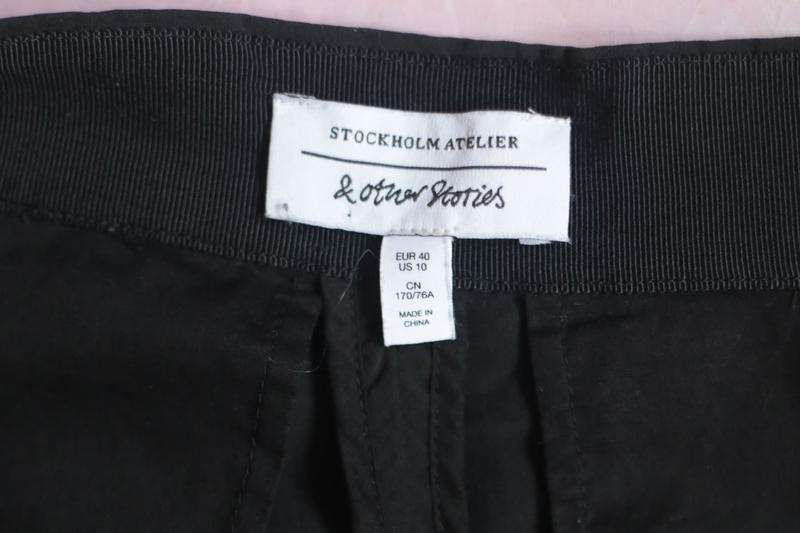 STOCKHOLM ATELIER
& other Stories
EUR 40
US 10
CN
170/76A
MADE IN
CHINA